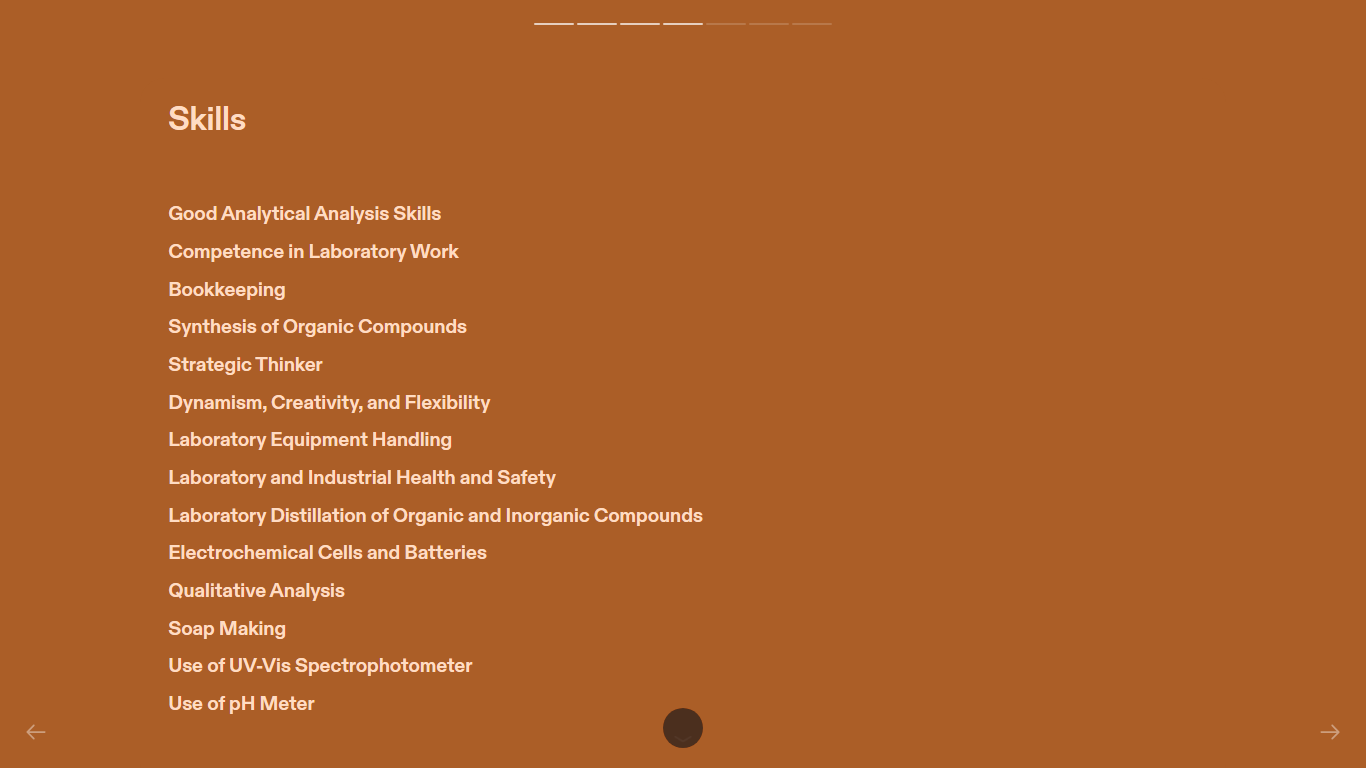 Skills
Good Analytical Analysis Skills
Competence in Laboratory Work
Bookkeeping
Synthesis of Organic Compounds
Strategic Thinker
Dynamism, Creativity, and Flexibility
Laboratory Equipment Handling
Laboratory and Industrial Health and Safety
Laboratory Distillation of Organic and Inorganic Compounds
Electrochemical Cells and Batteries
Qualitative Analysis
Soap Making
Use of UV-Vis Spectrophotometer
Use of pH Meter